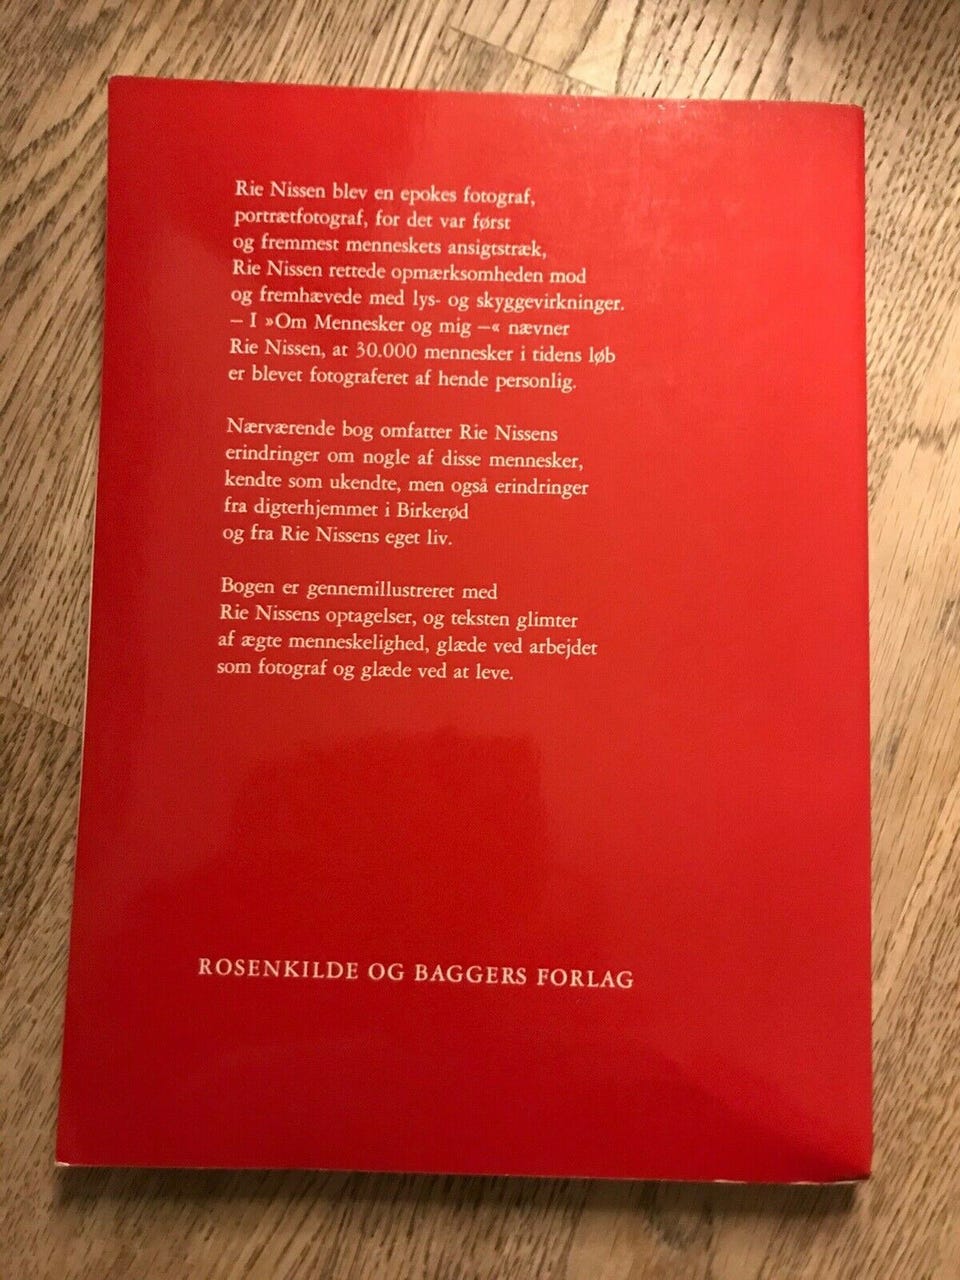 Rie Nissen blev en epokes fotograf,
portrætfotograf, for det var først
og fremmest menneskets ansigtstræk,
Rie Nissen rettede opmærksomheden mod
og fremhævede med lys- og skyggevirkninger.
– I »Om Mennesker og mig –« nævner
Rie Nissen, at 30.000 mennesker i tidens løb
er blevet fotograferet af hende personlig.
Nærværende bog omfatter Rie Nissens
erindringer om nogle af disse mennesker,
kendte som ukendte, men også erindringer
fra digterhjemmet i Birkerød
og fra Rie Nissens eget liv.
Bogen er gennemillustreret med
Rie Nissens optagelser, og teksten glimter
af ægte menneskelighed, glæde ved arbejdet
som fotograf og glæde ved at leve.
ROSENKILDE OG BAGGERS FORLAG